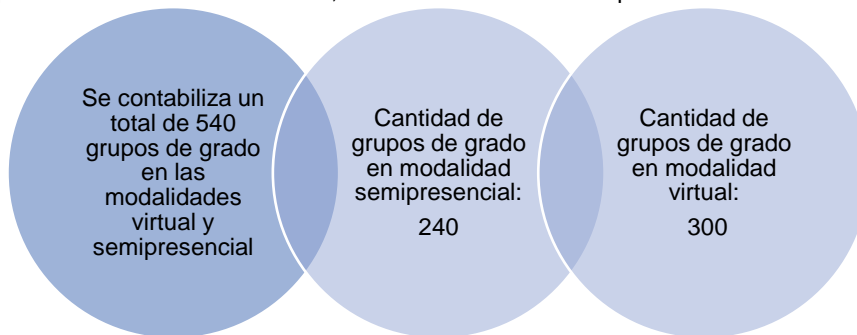 Se contabiliza un
total de 540
grupos de grado
en las
modalidades
virtual y
semipresencial
Cantidad de
grupos de grado
en modalidad
semipresencial:
240
Cantidad de
grupos de grado
en modalidad
virtual:
300